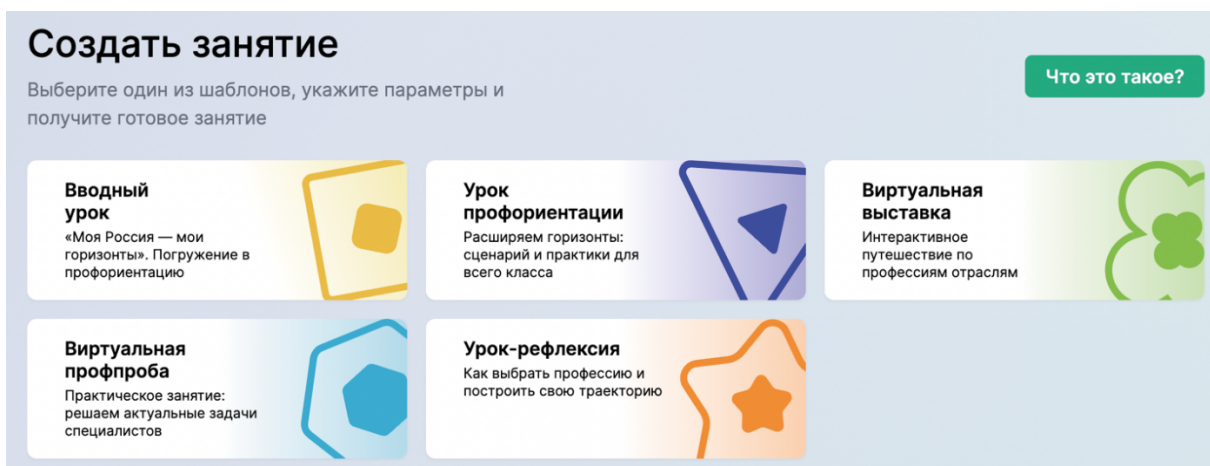 Создать занятие
Выберите один из шаблонов, укажите параметры и
получите готовое занятие
Что это такое?
Вводный
урок
«Моя Россия — мои
горизонты». Погружение в
профориентацию
Урок
профориентации
Расширяем горизонты:
сценарий и практики для
всего класса
Виртуальная
выставка
Интерактивное
путешествие по
профессиям отраслям
Виртуальная
профпроба
Практическое занятие:
решаем актуальные задачи
специалистов
Урок-рефлексия
Как выбрать профессию и
построить свою траекторию